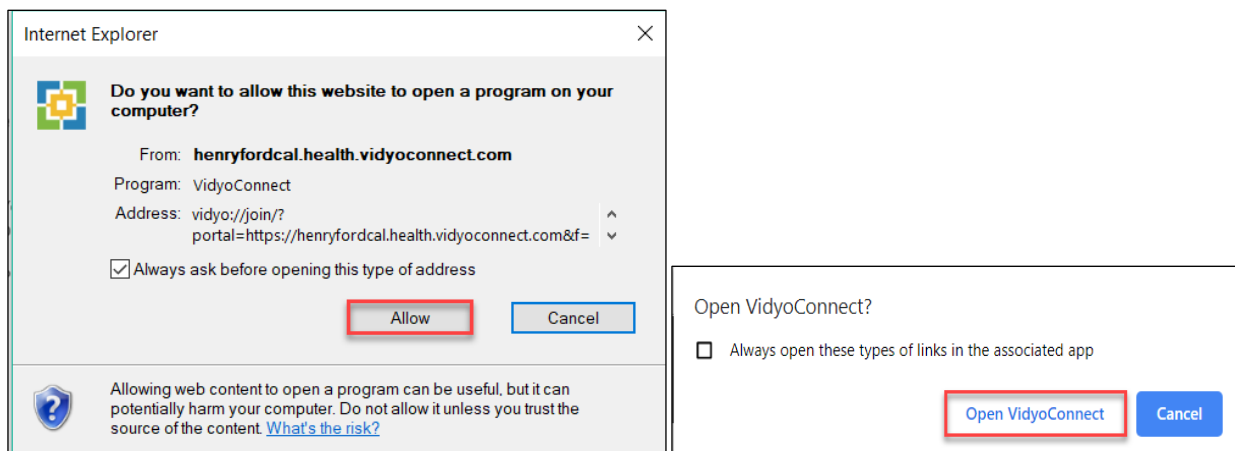 Internet Explorer
Do you want to allow this website to open a program on your
computer?
From: henryfordcal.health.vidyoconnect.com
Program: VidyoConnect
Address: vidyo://join/?
portal=https://henryfordcal.health.vidyoconnect.com&f=
Always ask before opening this type of address
Allow Cancel
Allowing web content to open a program can be useful, but it can
potentially harm your computer. Do not allow it unless you trust the
source of the content. What's the risk?
Open VidyoConnect?
Always open these types of links in the associated app
Open VidyoConnect Cancel